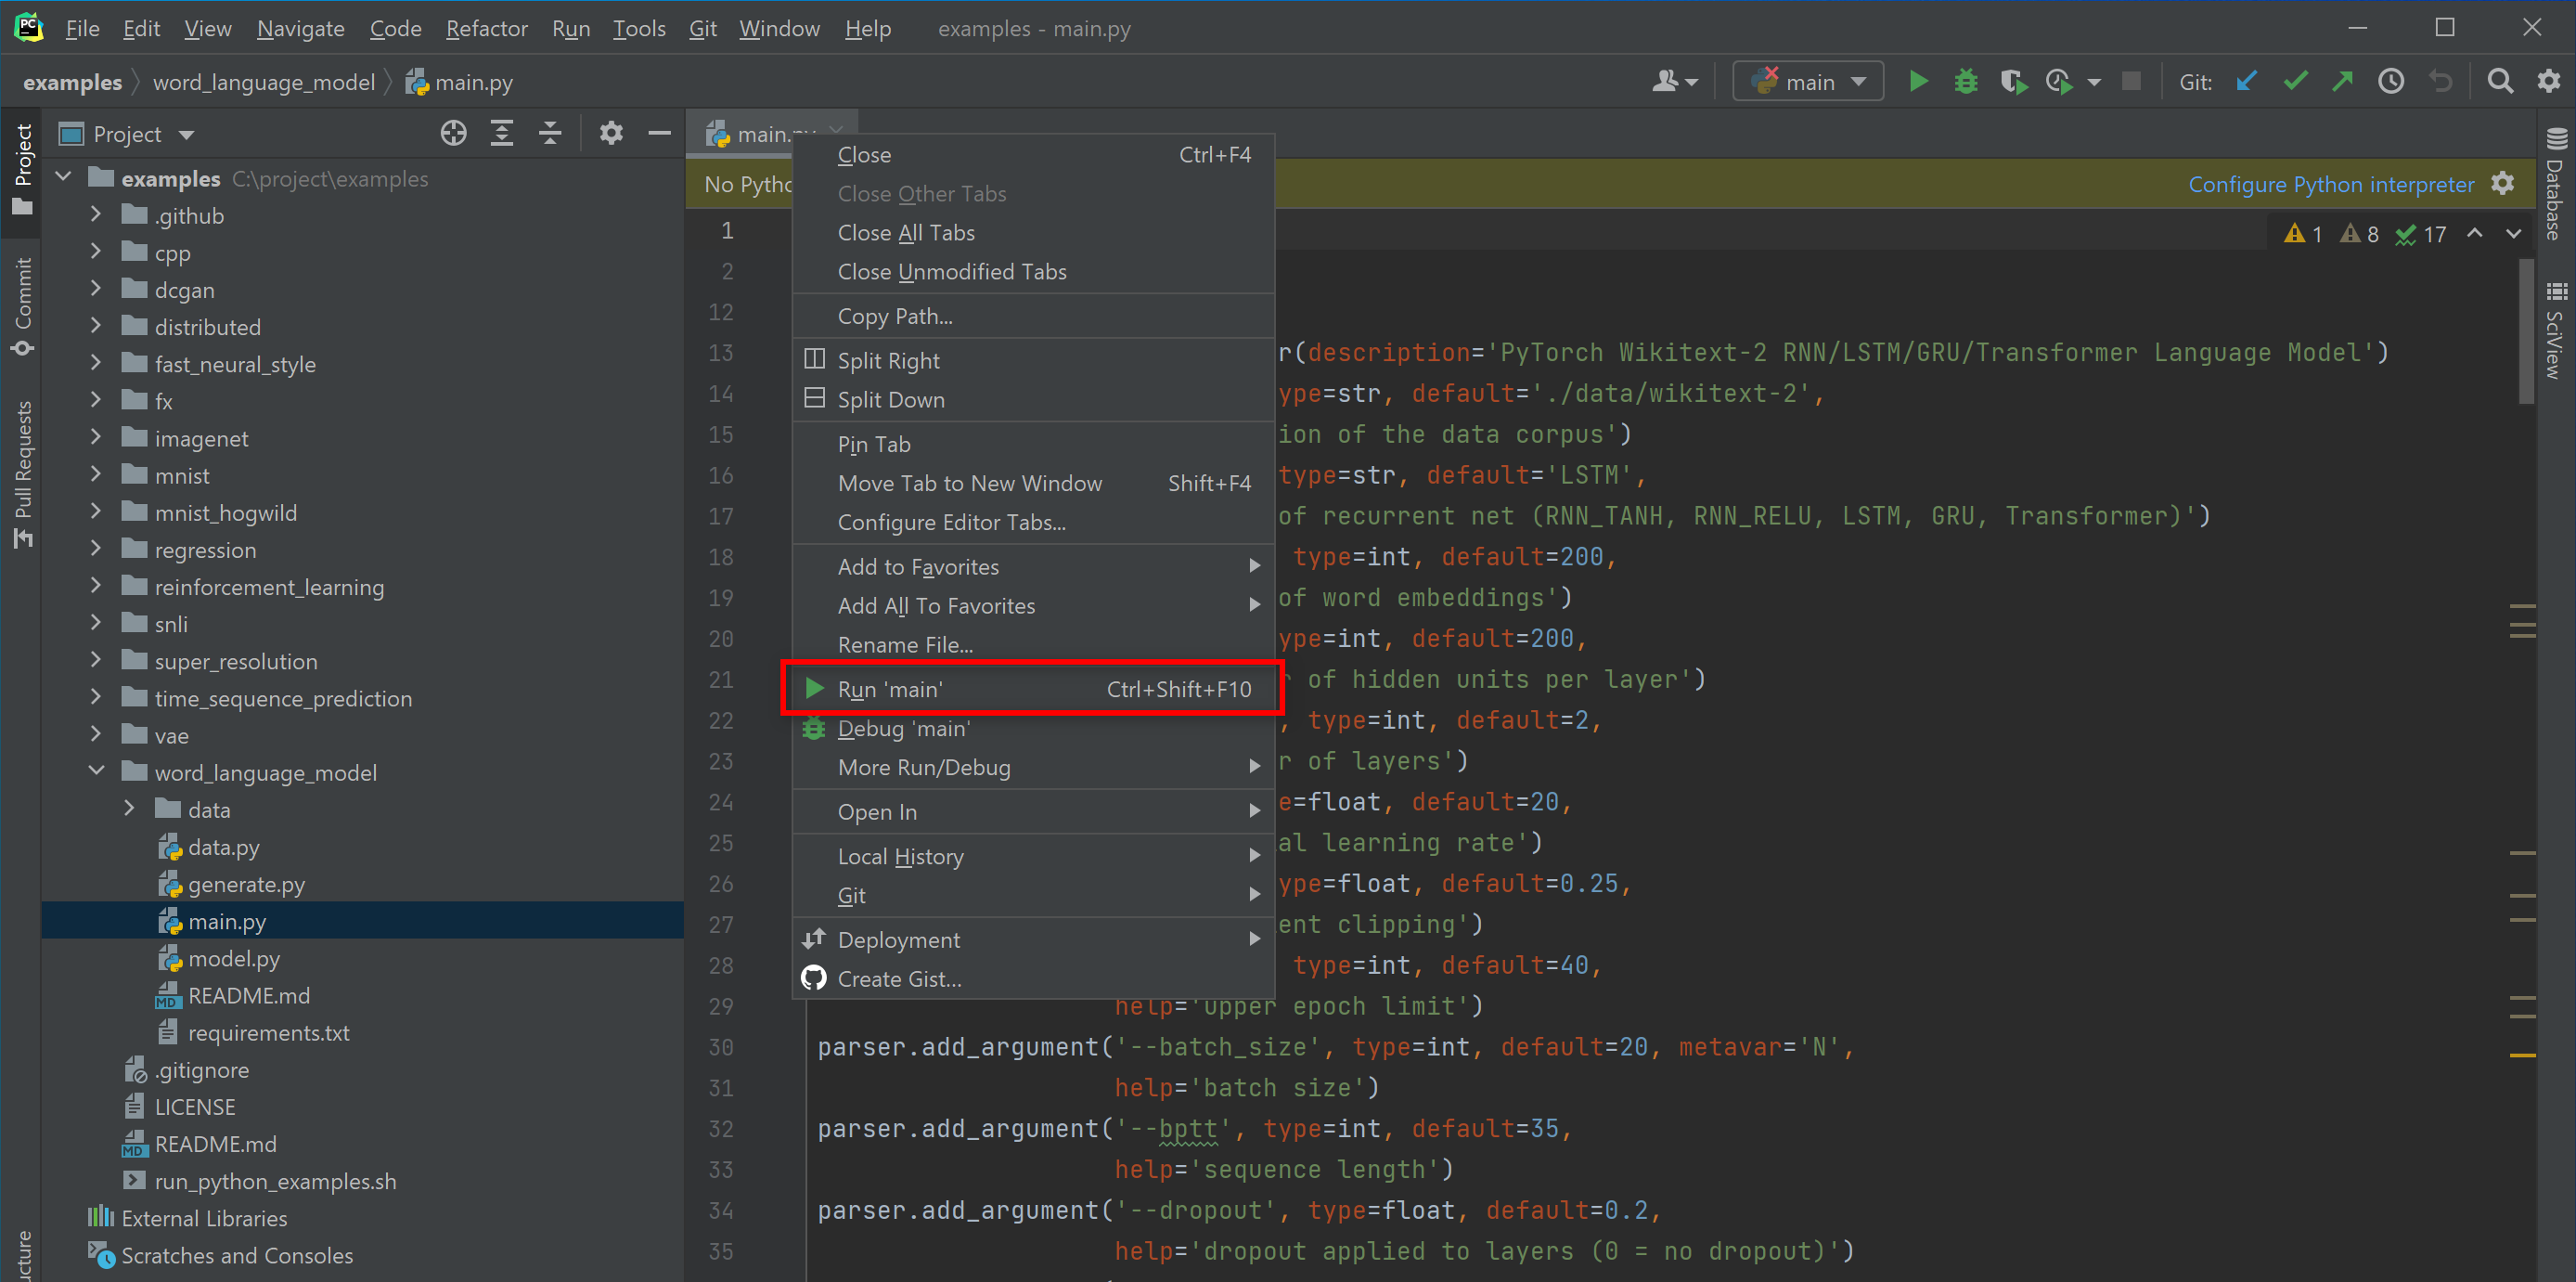 File Edit View Navigate Code Refactor Run Tools Git Window Help examples - main.py
examples word_language_model main.py
main
Git:
Project
Commit
Pull Requests
Project
examples C:\project\examples
.github
cpp
dcgan
distributed
fast_neural_style
fx
imagenet
mnist
mnist_hogwild
regression
reinforcement_learning
snli
super_resolution
time_sequence_prediction
vae
word_language_model
data
data.py
generate.py
main.py
model.py
README.md
requirements.txt
.gitignore
LICENSE
README.md
run_python_examples.sh
External Libraries
Scratches and Consoles
main.
No Pytho
Configure Python interpreter
1 8 17
Close Ctrl+F4
Close Other Tabs
Close All Tabs
Close Unmodified Tabs
Copy Path...
Split Right
Split Down
Pin Tab
Move Tab to New Window Shift+F4
Configure Editor Tabs...
Add to Favorites
Add All To Favorites
Rename File...
Run 'main' Ctrl+Shift+F10
Debug 'main'
More Run/Debug
Open In
Local History
Git
Deployment
Create Gist...
1
2
12
13 r(description='PyTorch Wikitext-2 RNN/LSTM/GRU/Transformer Language Model')
14 ype=str, default='./data/wikitext-2',
15 ion of the data corpus')
16 type=str, default='LSTM',
17 of recurrent net (RNN_TANH, RNN_RELU, LSTM, GRU, Transformer)')
18 type=int, default=200,
19 of word embeddings')
20 ype=int, default=200,
21 r of hidden units per layer')
22 , type=int, default=2,
23 r of layers')
24 e=float, default=20,
25 al learning rate')
26 ype=float, default=0.25,
27 ent clipping')
28 type=int, default=40,
29 help='upper epoch limit')
30 parser.add_argument('--batch_size', type=int, default=20, metavar='N',
31 help='batch size')
32 parser.add_argument('--bptt', type=int, default=35,
33 help='sequence length')
34 parser.add_argument('--dropout', type=float, default=0.2,
35 help='dropout applied to layers (0 = no dropout)')
Database
SciView